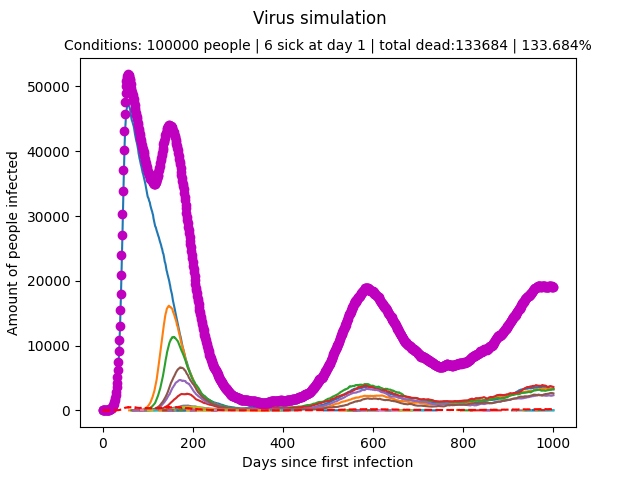 Virus simulation
Conditions: 100000 people | 6 sick at day 1 | total dead:133684 | 133.684%
50000
40000
30000
20000
10000
0
Amount of people infected
0 200 400 600 800 1000
Days since first infection